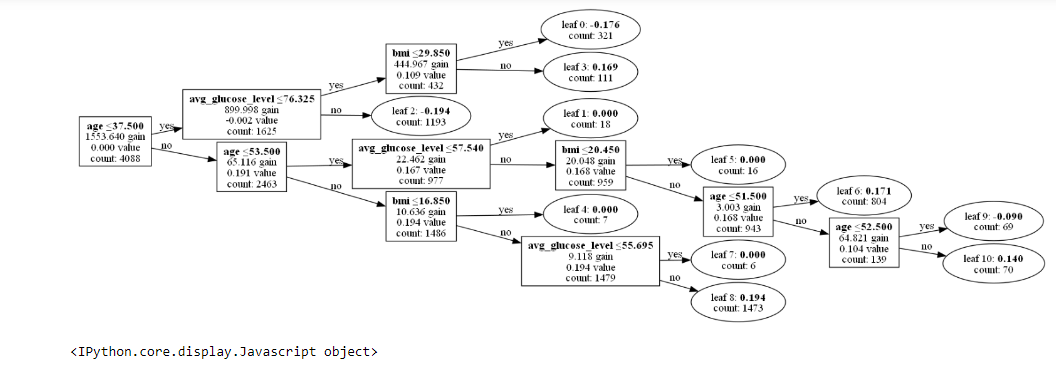 age ≤37.500
1553.640 gain
0.000 value
count: 4088
yes
no
avg_glucose_level ≤76.325
899.998 gain
-0.002 value
count: 1625
yes
no
bmi ≤29.850
444.967 gain
0.109 value
count: 432
yes
no
leaf 0: -0.176
count: 321
leaf 3: 0.169
count: 111
leaf 2: -0.194
count: 1193
age ≤53.500
65.116 gain
0.191 value
count: 2463
yes
no
avg_glucose_level ≤57.540
22.462 gain
0.167 value
count: 977
yes
no
leaf 1: 0.000
count: 18
bmi ≤20.450
20.048 gain
0.168 value
count: 959
yes
no
leaf 5: 0.000
count: 16
age ≤51.500
3.003 gain
0.168 value
count: 943
yes
no
leaf 6: 0.171
count: 804
age ≤52.500
64.821 gain
0.104 value
count: 139
yes
no
leaf 9: -0.090
count: 69
leaf 10: 0.140
count: 70
bmi ≤16.850
10.636 gain
0.194 value
count: 1486
yes
no
leaf 4: 0.000
count: 7
avg_glucose_level ≤55.695
9.118 gain
0.194 value
count: 1479
yes
no
leaf 7: 0.000
count: 6
leaf 8: 0.194
count: 1473
<IPython.core.display.Javascript object>